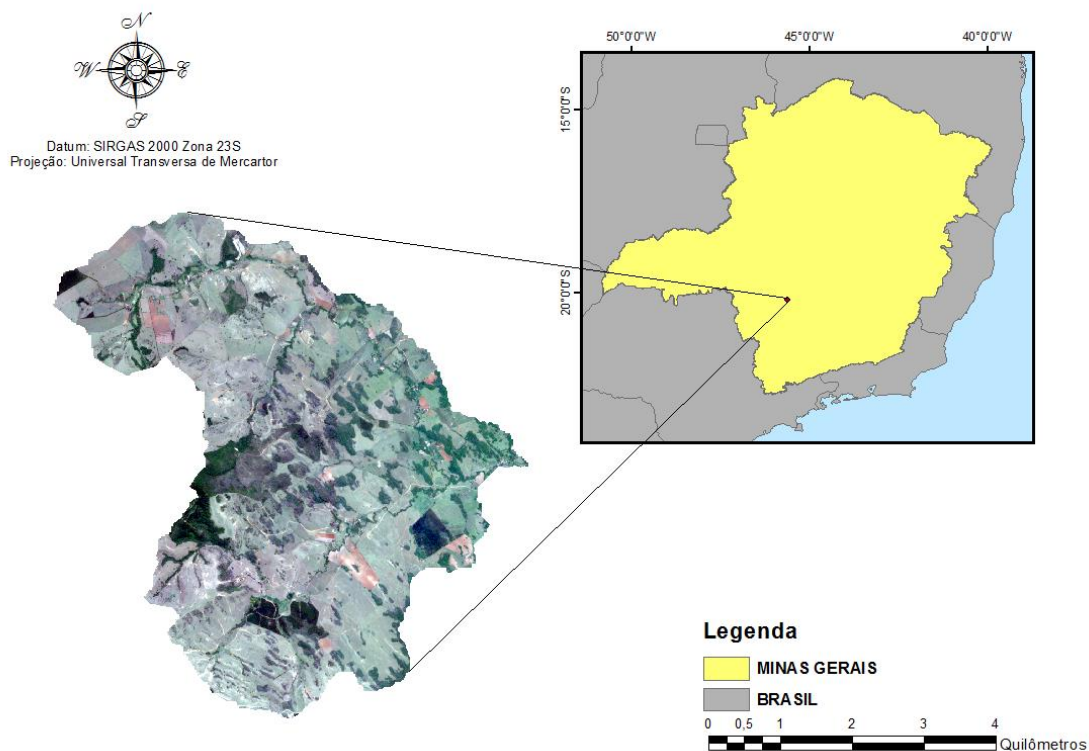 N
W E
S
Datum: SIRGAS 2000 Zona 23S
Projeção: Universal Transversa de Mercartor
50°0'0"W 45°0'0"W 40°0'0"W
15°0'0"S
20°0'0"S
Legenda
MINAS GERAIS
BRASIL
0 0,5 1 2 3 4
Quilômetros